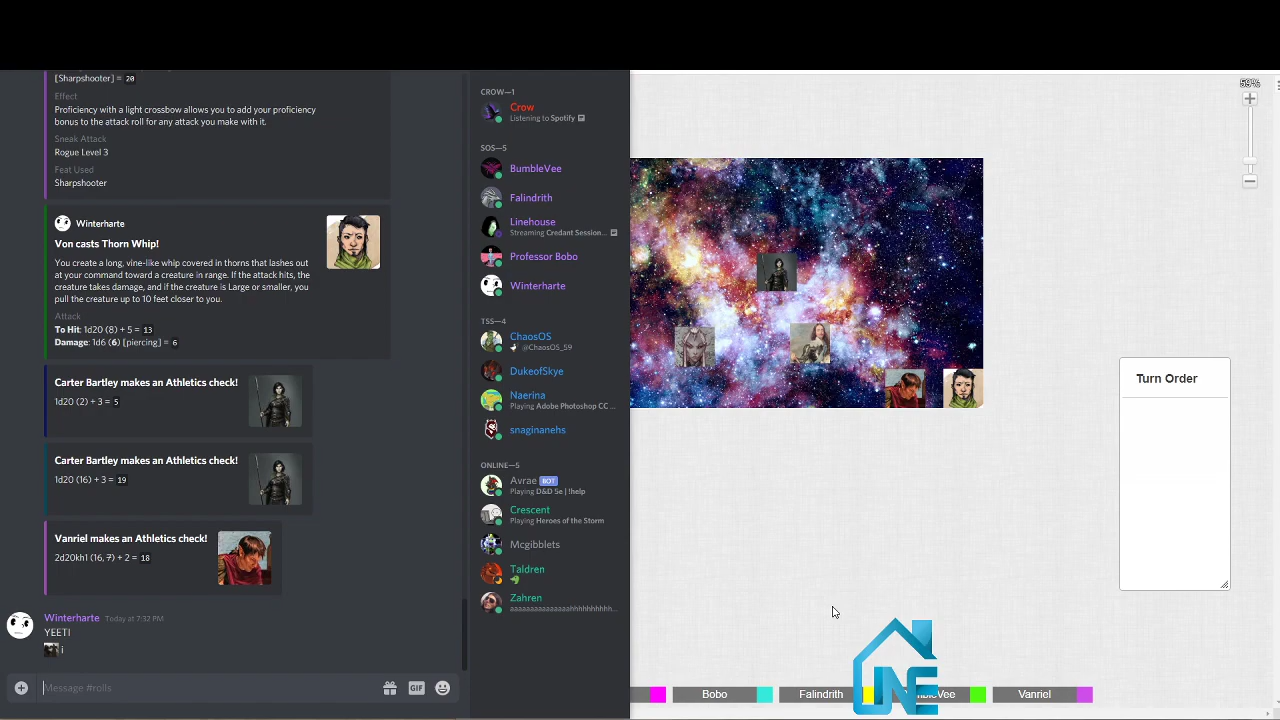 [Sharpshooter] = 20
Effect
Proficiency with a light crossbow allows you to add your proficiency
bonus to the attack roll for any attack you make with it.
Sneak Attack
Rogue Level 3
Feat Used
Sharpshooter
Winterharte
Von casts Thorn Whip!
You create a long, vine-like whip covered in thorns that lashes out
at your command toward a creature in range. If the attack hits, the
creature takes damage, and if the creature is Large or smaller, you
pull the creature up to 10 feet closer to you.
Attack
To Hit: 1d20 (8) + 5 = 13
Damage: 1d6 (6) [piercing] = 6
Carter Bartley makes an Athletics check!
1d20 (2) + 3 = 5
Carter Bartley makes an Athletics check!
1d20 (16) + 3 = 19
Vanriel makes an Athletics check!
2d20kh1 (16, 7) + 2 = 18
Winterharte Today at 7:32 PM
YEETI
i
Message #rolls
GIF
CROW—1
Crow
Listening to Spotify
SOS—5
BumbleVee
Falindrith
Linehouse
Streaming Credant Session...
Professor Bobo
Winterharte
TSS—4
ChaosOS
@ChaosOS_59
DukeofSkye
Naerina
Playing Adobe Photoshop CC ...
snaginanehs
ONLINE—5
Avrae BOT
Playing D&D 5e | !help
Crescent
Playing Heroes of the Storm
Mcgibblets
Taldren
Zahren
aaaaaaaaaaaaaahhhhhhhhhh...
59%
Turn Order
Bobo
Falindrith
Vee
Vanriel